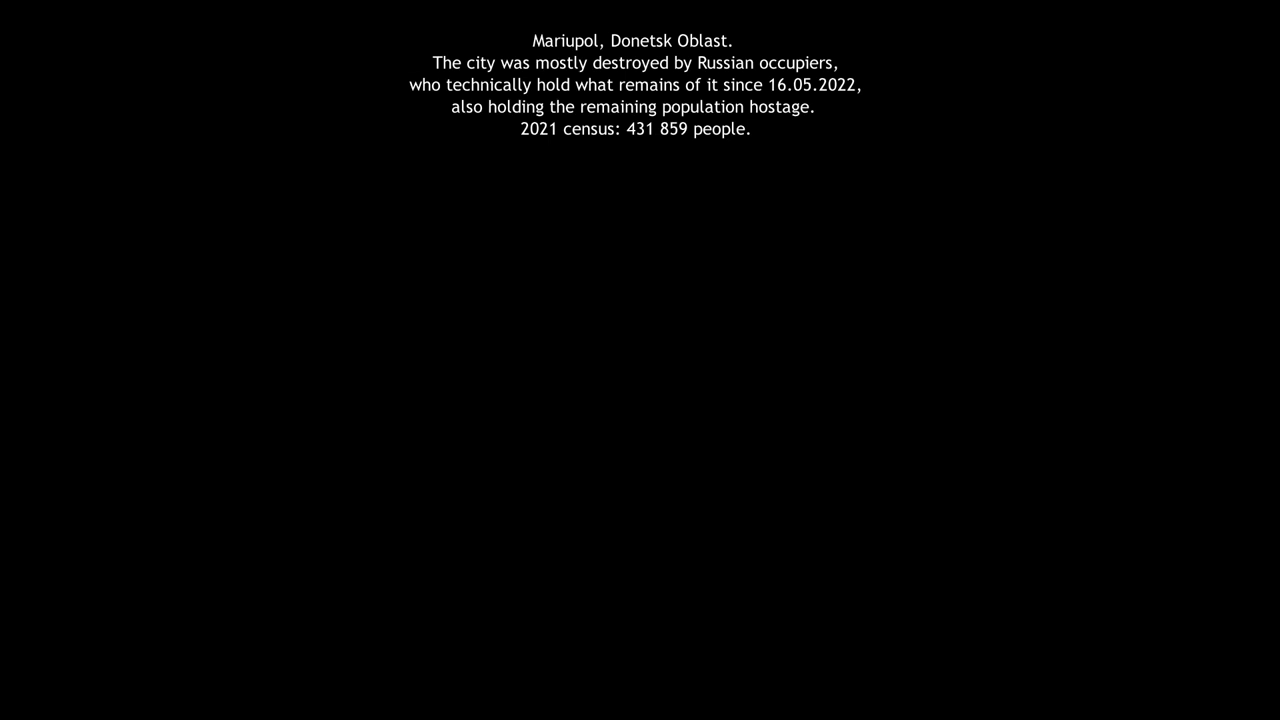 Mariupol, Donetsk Oblast.
The city was mostly destroyed by Russian occupiers,
who technically hold what remains of it since 16.05.2022,
also holding the remaining population hostage.
2021 census: 431 859 people.